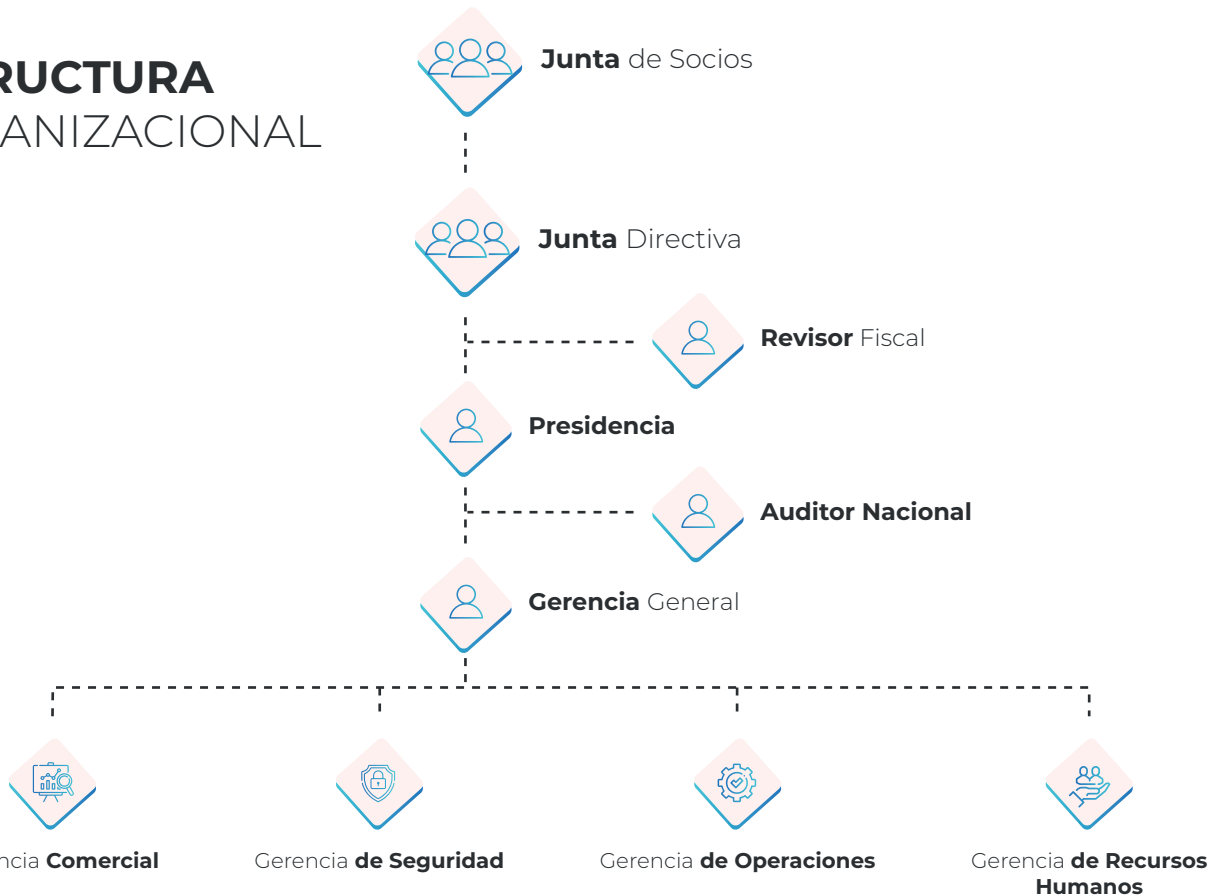 RUCTURA
ANIZACIONAL
Junta de Socios
Junta Directiva
Revisor Fiscal
Presidencia
Auditor Nacional
Gerencia General
ncia Comercial
Gerencia de Seguridad
Gerencia de Operaciones
Gerencia de Recursos
Humanos